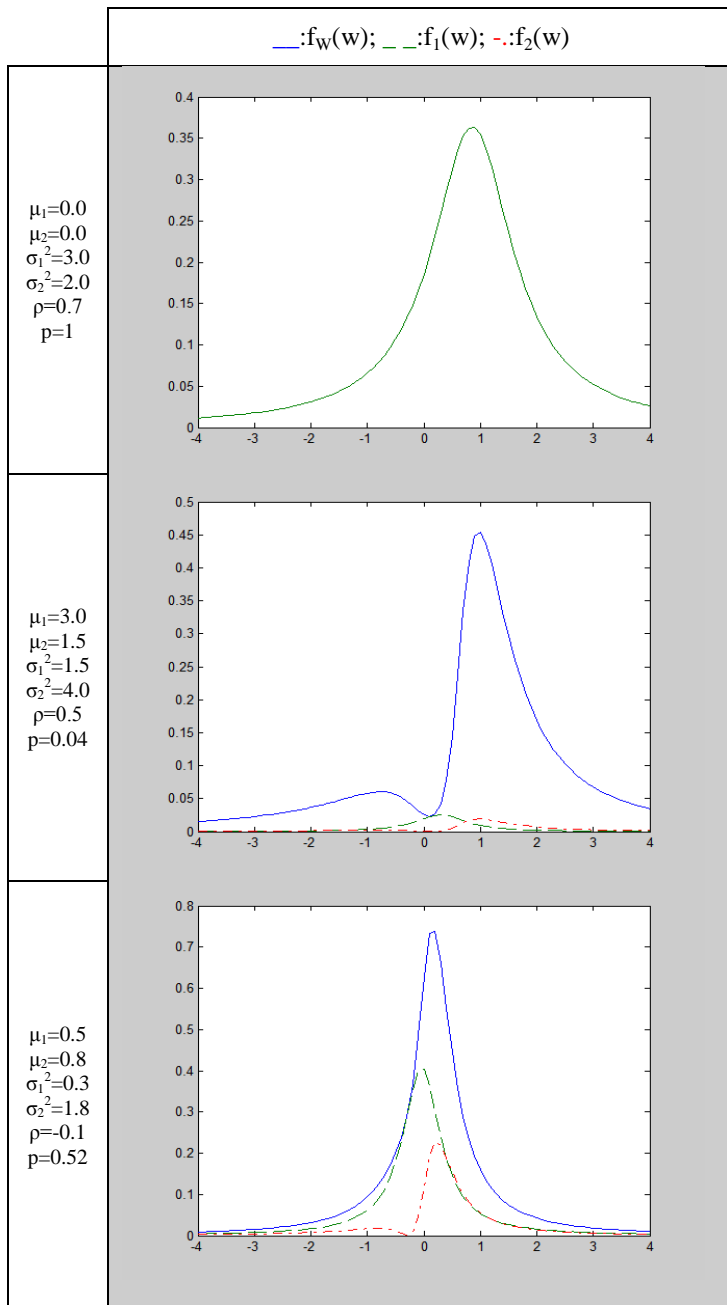 __:f_W(w); _ _:f_1(w); -.:f_2(w)
μ₁=0.0
μ₂=0.0
σ₁²=3.0
σ₂²=2.0
ρ=0.7
p=1
0.4
0.35
0.3
0.25
0.2
0.15
0.1
0.05
0
-4 -3 -2 -1 0 1 2 3 4
μ₁=3.0
μ₂=1.5
σ₁²=1.5
σ₂²=4.0
ρ=0.5
p=0.04
0.5
0.45
0.4
0.35
0.3
0.25
0.2
0.15
0.1
0.05
0
-4 -3 -2 -1 0 1 2 3 4
μ₁=0.5
μ₂=0.8
σ₁²=0.3
σ₂²=1.8
ρ=-0.1
p=0.52
0.8
0.7
0.6
0.5
0.4
0.3
0.2
0.1
0
-4 -3 -2 -1 0 1 2 3 4